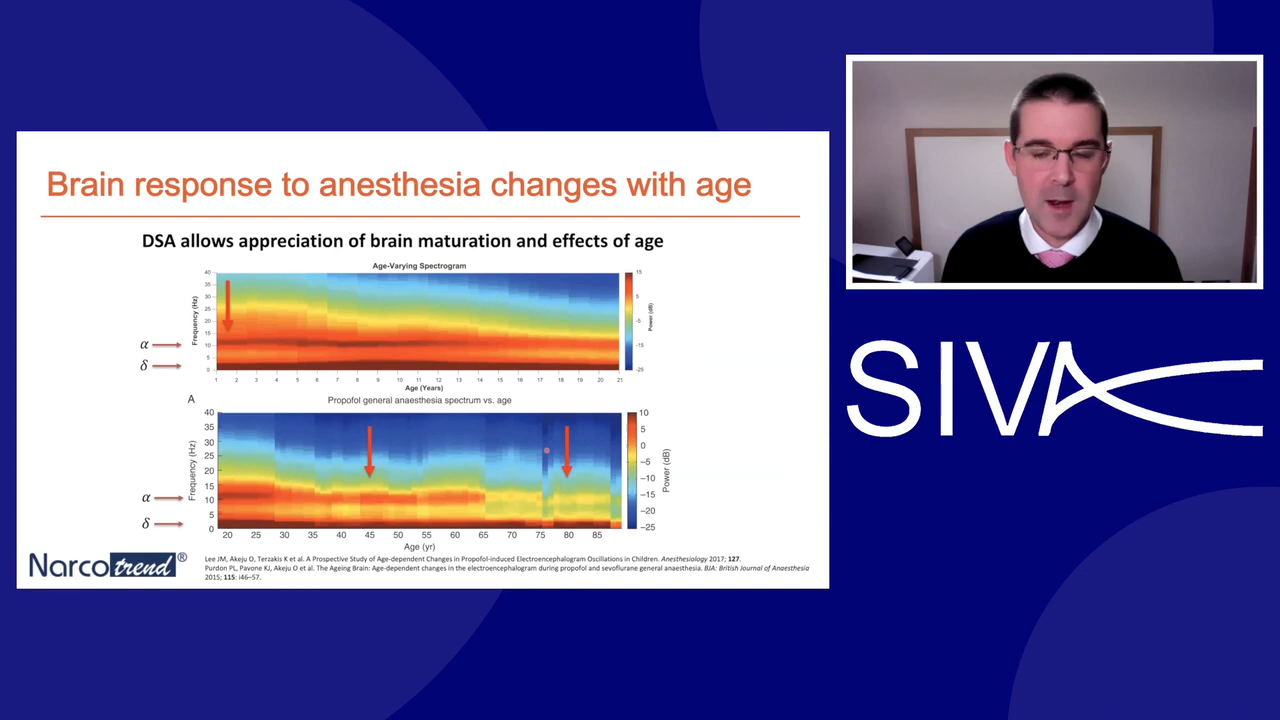 Brain response to anesthesia changes with age
DSA allows appreciation of brain maturation and effects of age
Age-Varying Spectrogram
Frequency (Hz)
40
35
30
25
20
15
10
5
0
α
δ
1 2 3 4 5 6 7 8 9 10 11 12 13 14 15 16 17 18 19 20 21
Age (Years)
15
5
-5
-15
-25
Power (dB)
A
Propofol general anaesthesia spectrum vs. age
Frequency (Hz)
40
35
30
25
20
15
10
5
0
α
δ
20 25 30 35 40 45 50 55 60 65 70 75 80 85
Age (yr)
10
5
0
−5
−10
−15
−20
−25
Power (dB)
Narcotrend®
Lee JM, Akeju O, Terzakis K et al. A Prospective Study of Age-dependent Changes in Propofol-induced Electroencephalogram Oscillations in Children. Anesthesiology 2017; 127.
Purdon PL, Pavone KJ, Akeju O et al. The Ageing Brain: Age-dependent changes in the electroencephalogram during propofol and sevoflurane general anaesthesia. BJA: British Journal of Anaesthesia
2015; 115: i46–57.
SIVA